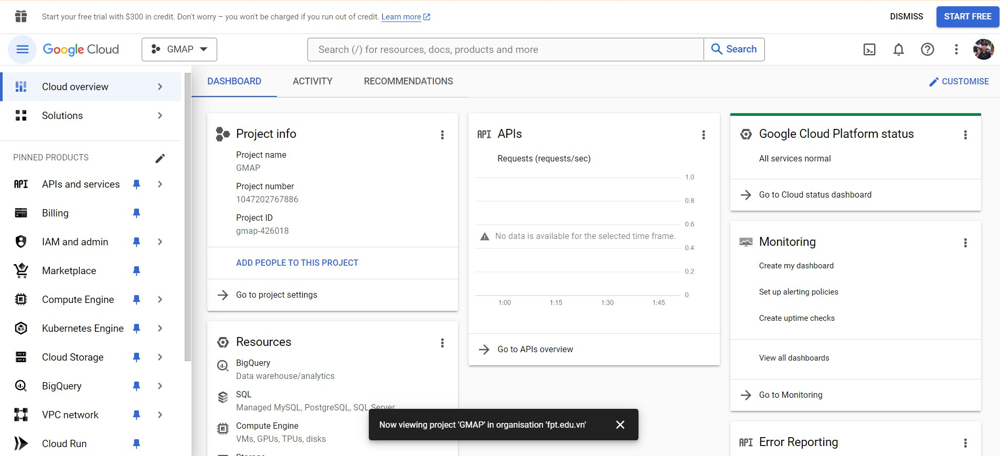 Start your free trial with $300 in credit. Don't worry – you won't be charged if you run out of credit. Learn more
DISMISS
START FREE
Google Cloud
GMAP
Search (/) for resources, docs, products and more
Search
Cloud overview
Solutions
PINNED PRODUCTS
API APIs and services
Billing
IAM and admin
Marketplace
Compute Engine
Kubernetes Engine
Cloud Storage
BigQuery
VPC network
Cloud Run
DASHBOARD
ACTIVITY
RECOMMENDATIONS
CUSTOMISE
Project info
Project name
GMAP
Project number
1047202767886
Project ID
gmap-426018
ADD PEOPLE TO THIS PROJECT
Go to project settings
Resources
BigQuery
Data warehouse/analytics
SQL
Managed MySQL, PostgreSQL, SQL Server
Compute Engine
VMs, GPUs, TPUs, disks
Storage
API APIs
Requests (requests/sec)
1.0
0.8
0.6
No data is available for the selected time frame.
0.4
0.2
0
1:00 1:15 1:30 1:45
Go to APIs overview
Google Cloud Platform status
All services normal
Go to Cloud status dashboard
Monitoring
Create my dashboard
Set up alerting policies
Create uptime checks
View all dashboards
Go to Monitoring
API Error Reporting
Now viewing project 'GMAP' in organisation 'fpt.edu.vn'